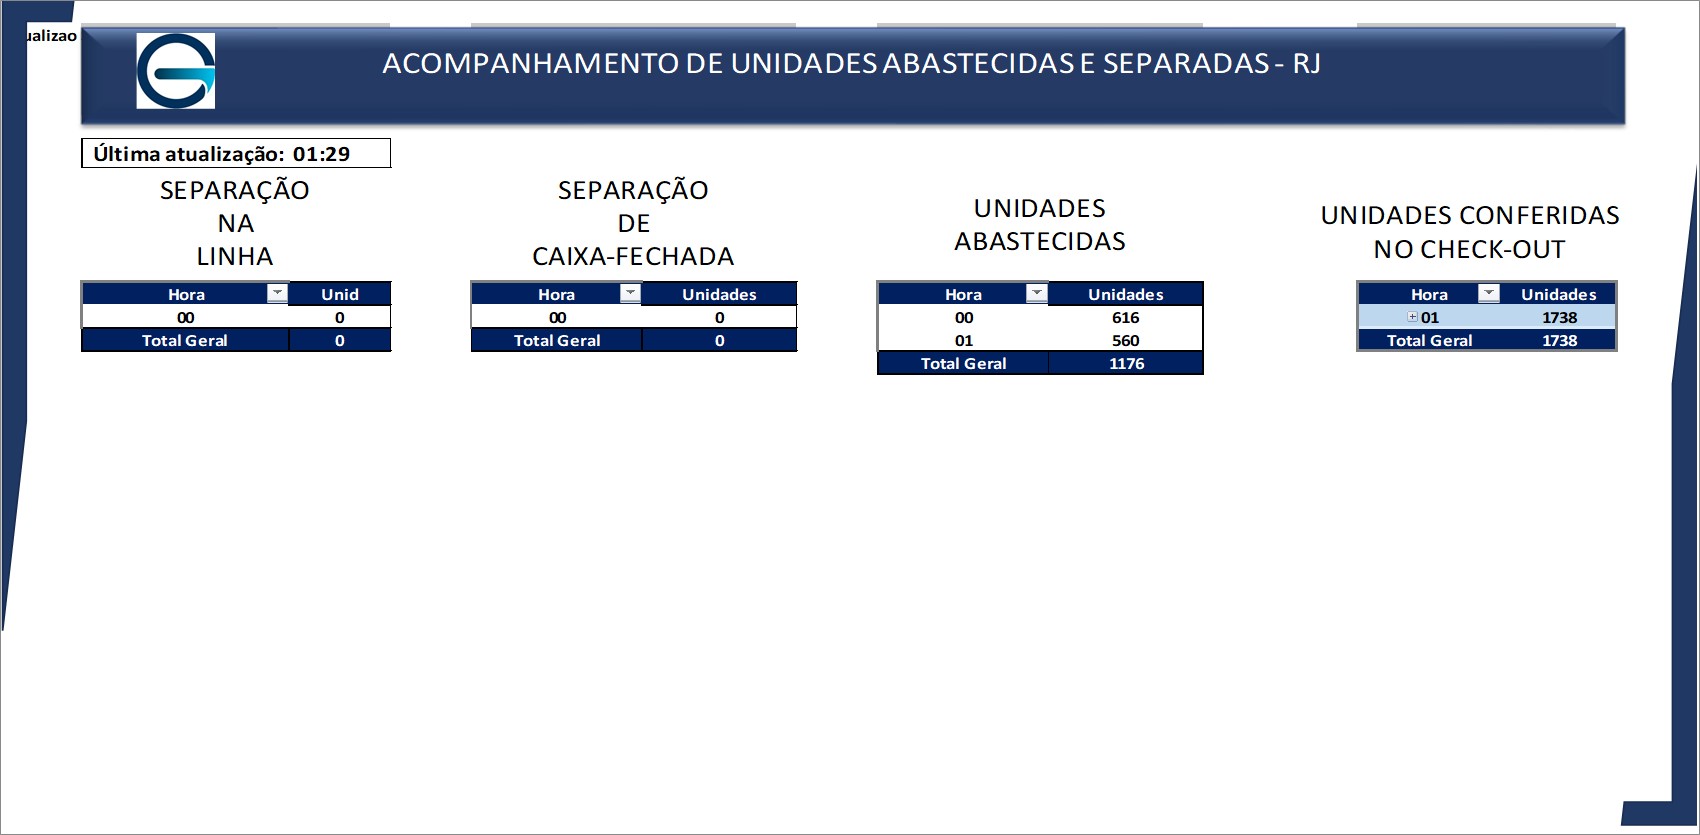 ualizao
ACOMPANHAMENTO DE UNIDADES ABASTECIDAS E SEPARADAS - RJ
Última atualização: 01:29
SEPARAÇÃO
NA
LINHA
Hora Unid
00 0
Total Geral 0
SEPARAÇÃO
DE
CAIXA-FECHADA
Hora Unidades
00 0
Total Geral 0
UNIDADES
ABASTECIDAS
Hora Unidades
00 616
01 560
Total Geral 1176
UNIDADES CONFERIDAS
NO CHECK-OUT
Hora Unidades
01 1738
Total Geral 1738